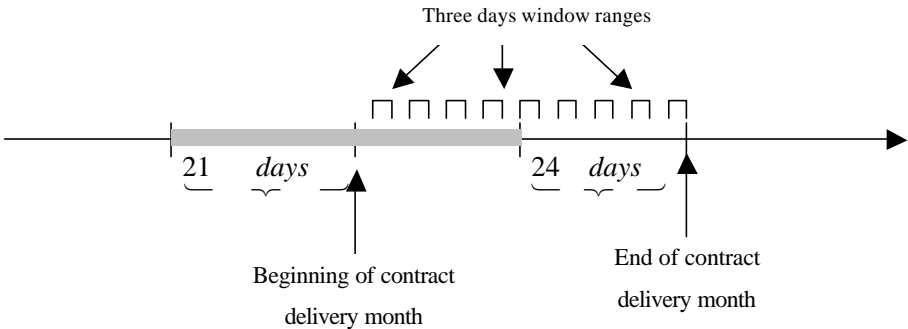 Three days window ranges
21 days
24 days
Beginning of contract
delivery month
End of contract
delivery month